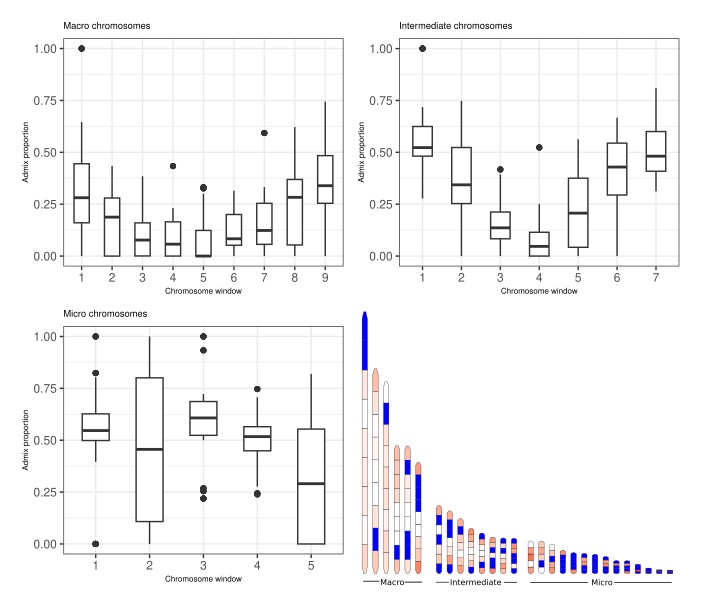 Macro chromosomes
1.00
0.75
0.50
0.25
0.00
Admix proportion
1 2 3 4 5 6 7 8 9
Chromosome window
Intermediate chromosomes
1.00
0.75
0.50
0.25
0.00
Admix proportion
1 2 3 4 5 6 7
Chromosome window
Micro chromosomes
1.00
0.75
0.50
0.25
0.00
Admix proportion
1 2 3 4 5
Chromosome window
Macro Intermediate Micro